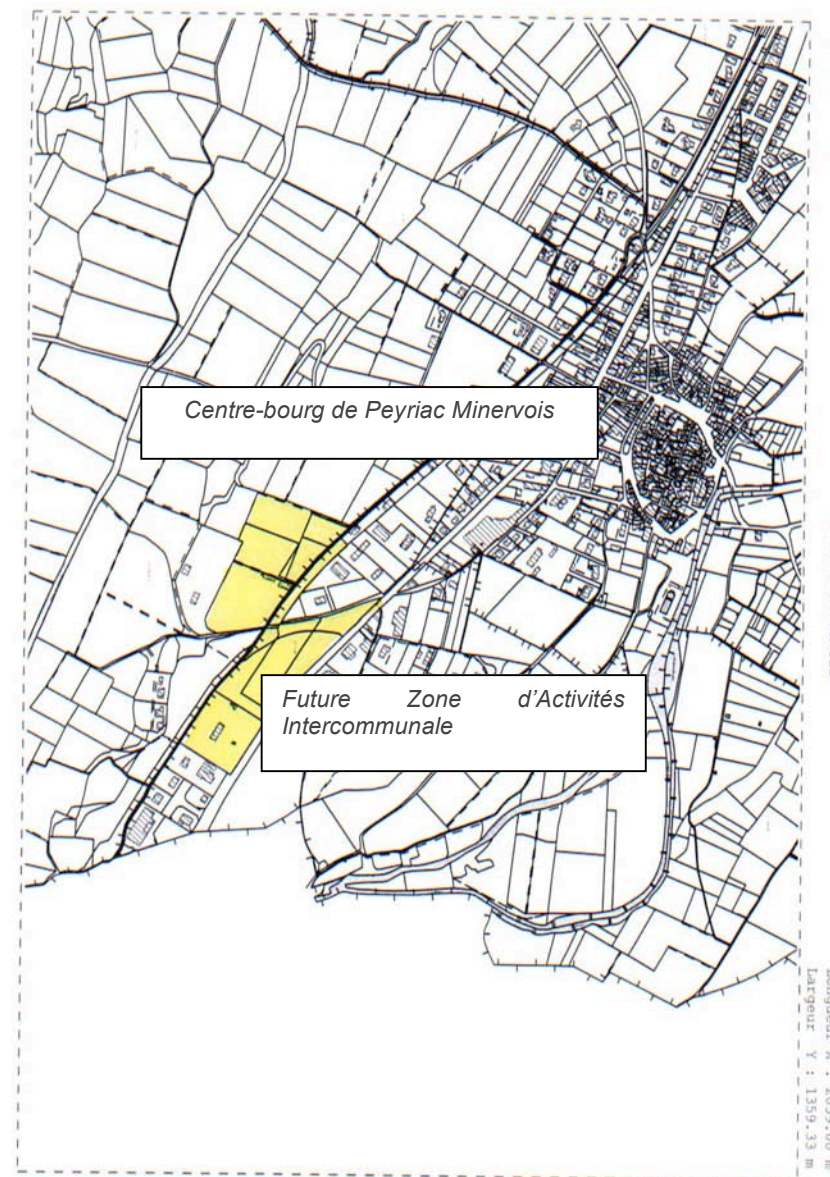 Centre-bourg de Peyriac Minervois
Future Zone d'Activités
Intercommunale
Largeur Y : 1359.33 m